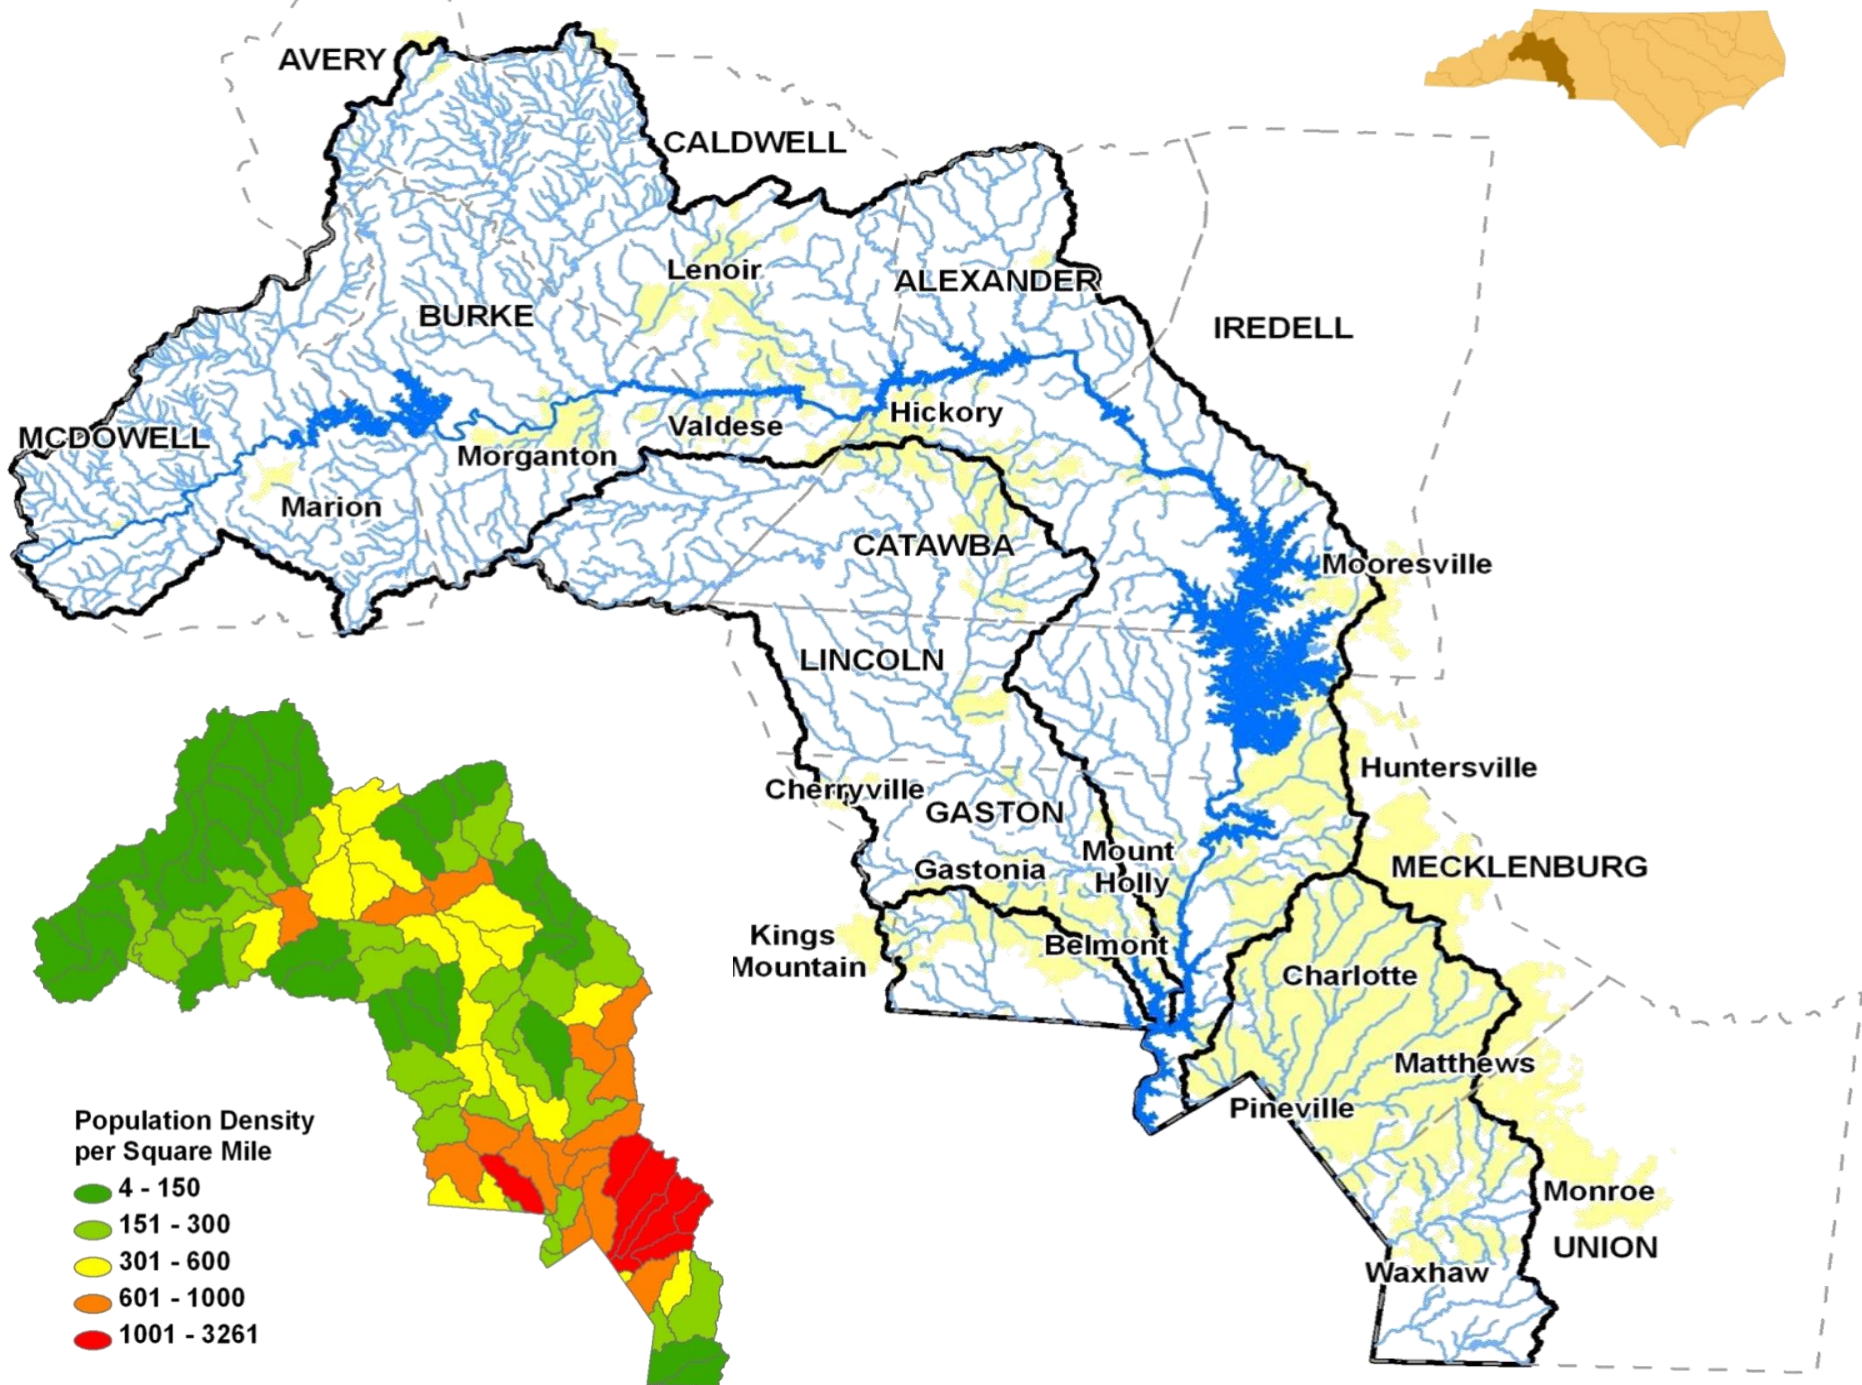 AVERY
CALDWELL
Lenoir
ALEXANDER
BURKE
IREDELL
Hickory
Valdese
MCDOWELL
Morganton
Marion
CATAWBA
Mooresville
LINCOLN
Huntersville
Cherryville
GASTON
Mount
Holly
MECKLENBURG
Gastonia
Kings
Mountain
Belmont
Charlotte
Matthews
Pineville
Monroe
UNION
Waxhaw
Population Density
per Square Mile
4 - 150
151 - 300
301 - 600
601 - 1000
1001 - 3261